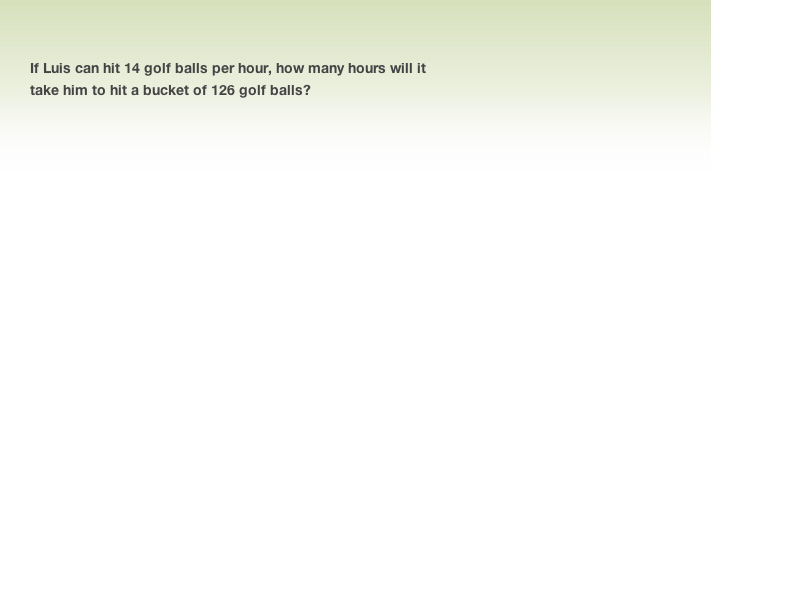 If Luis can hit 14 golf balls per hour, how many hours will it
take him to hit a bucket of 126 golf balls?